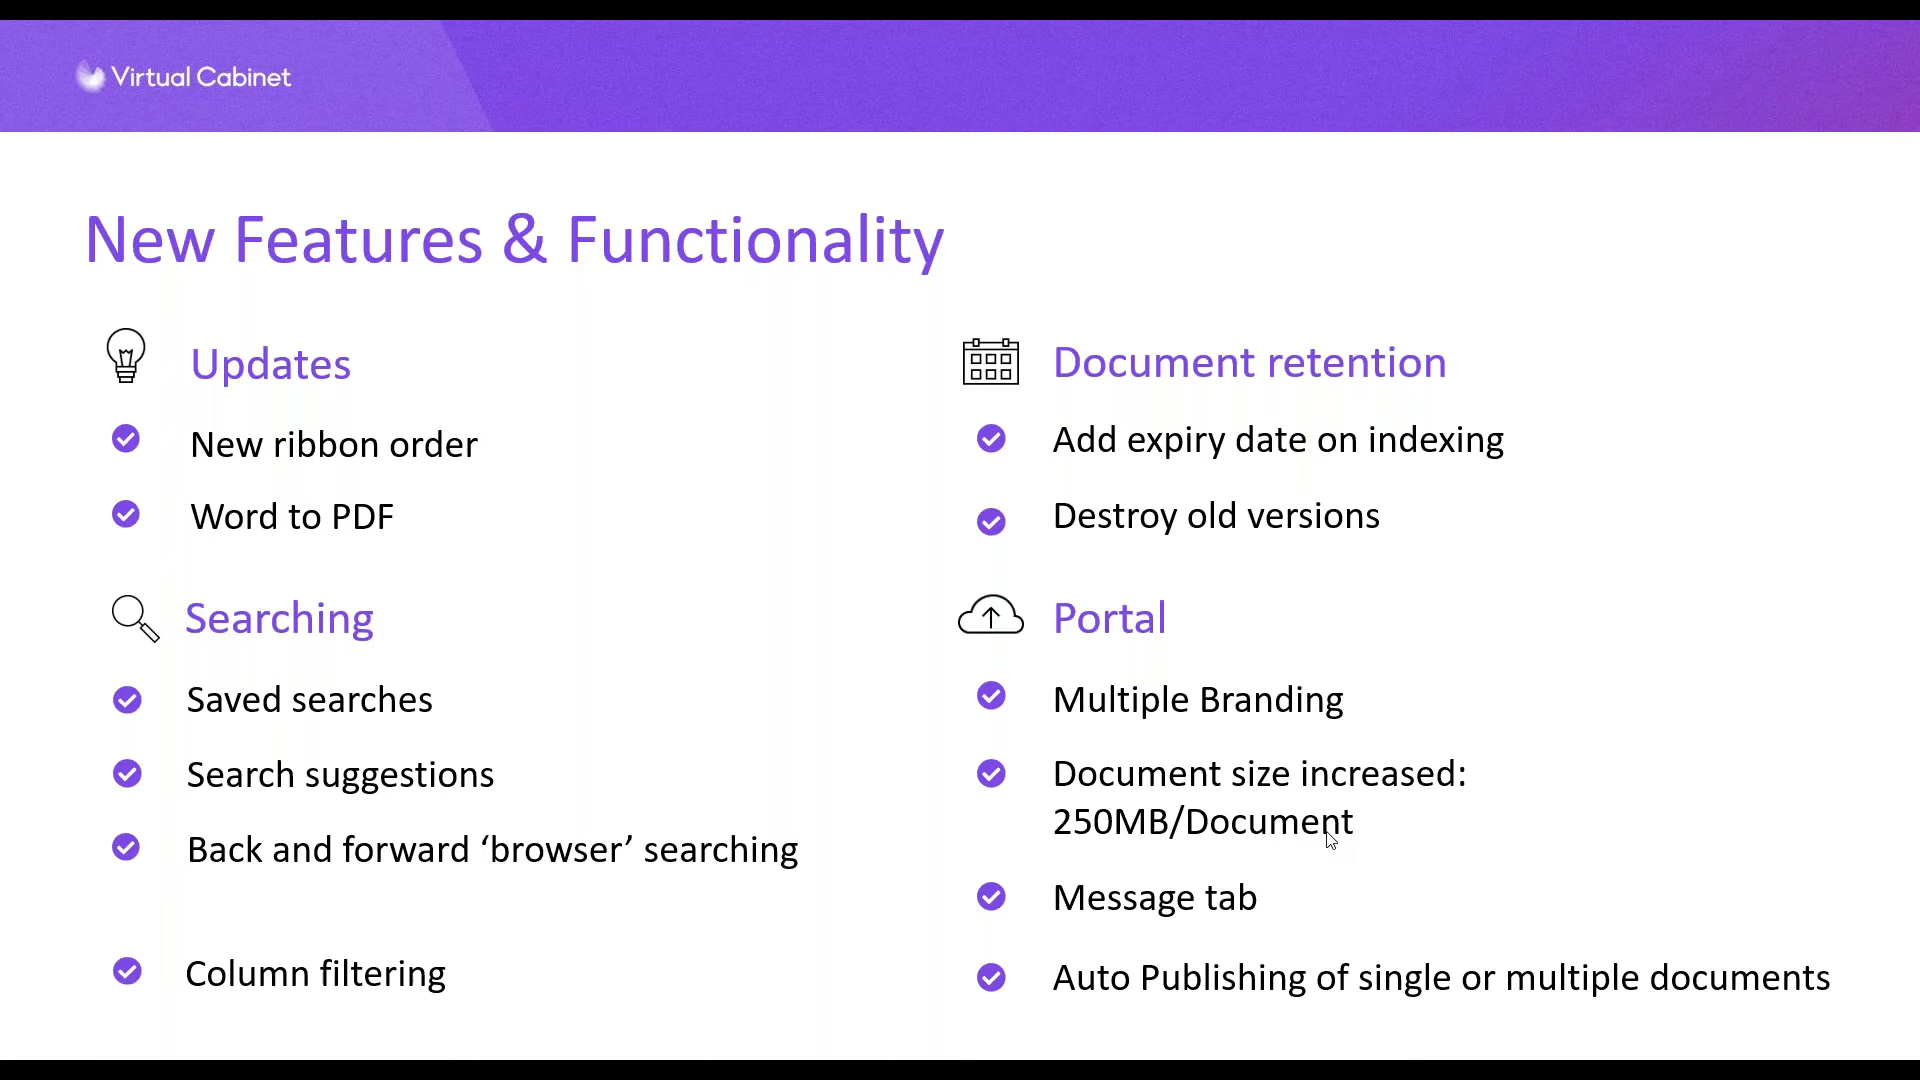 Virtual Cabinet
New Features & Functionality
Updates
New ribbon order
Word to PDF
Searching
Saved searches
Search suggestions
Back and forward ‘browser’ searching
Column filtering
Document retention
Add expiry date on indexing
Destroy old versions
Portal
Multiple Branding
Document size increased:
250MB/Document
Message tab
Auto Publishing of single or multiple documents